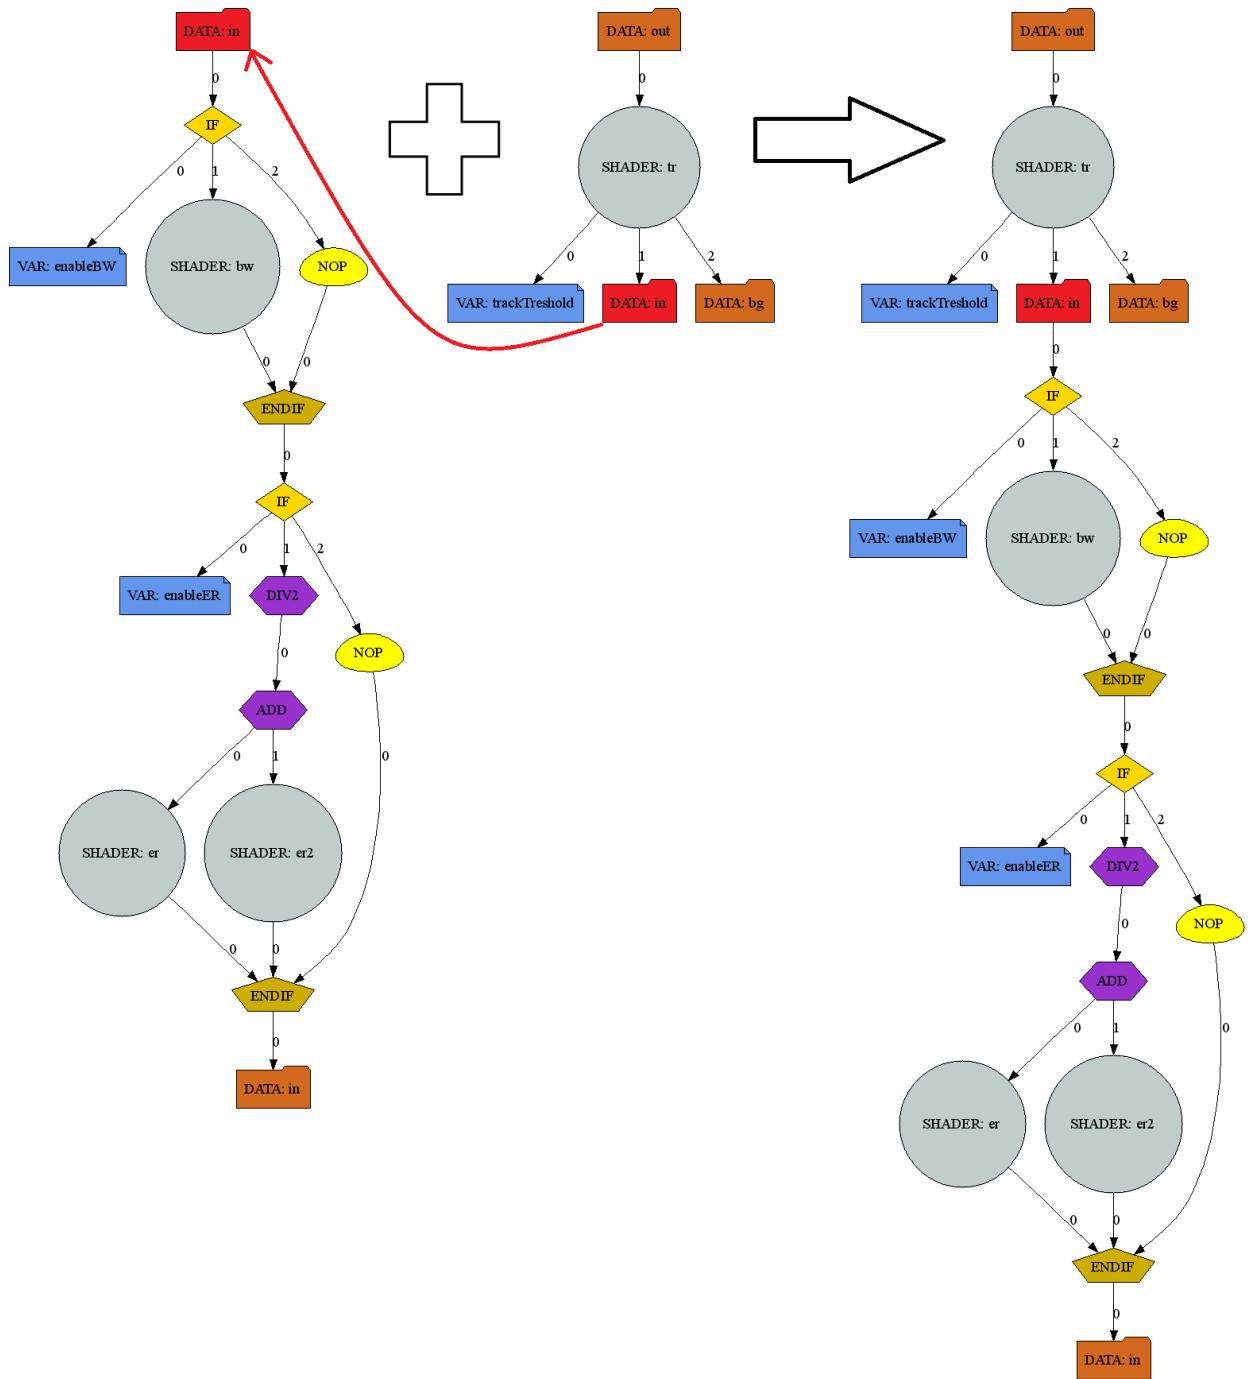 DATA: in
0
IF
0
1
2
VAR: enableBW
SHADER: bw
NOP
0
0
ENDIF
0
IF
0
1
2
VAR: enableER
DIV2
NOP
0
ADD
0
1
0
SHADER: er
SHADER: er2
0
0
ENDIF
0
DATA: in
DATA: out
0
SHADER: tr
0
1
2
VAR: trackTreshold
DATA: in
DATA: bg
DATA: out
0
SHADER: tr
0
1
2
VAR: trackTreshold
DATA: in
DATA: bg
0
IF
0
1
2
VAR: enableBW
SHADER: bw
NOP
0
0
ENDIF
0
IF
0
1
2
VAR: enableER
DIV2
NOP
0
ADD
0
1
0
SHADER: er
SHADER: er2
0
0
ENDIF
0
DATA: in